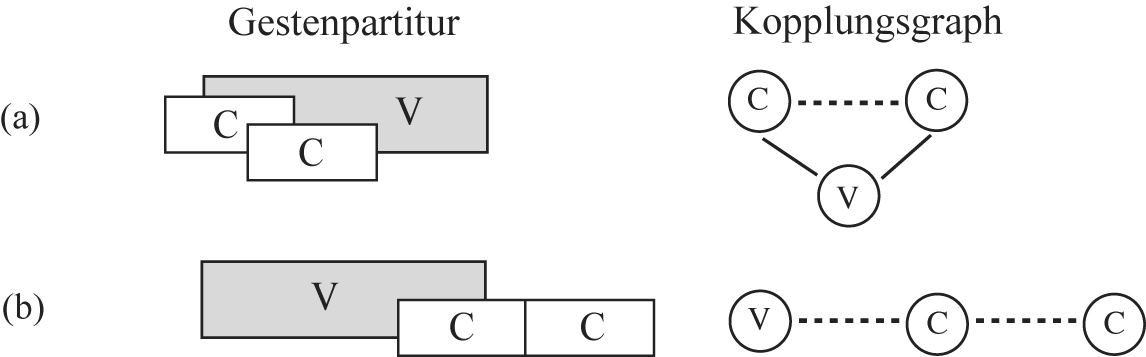 Gestenpartitur Kopplungsgraph
(a) C V C C C
C V
(b) V C C V C C